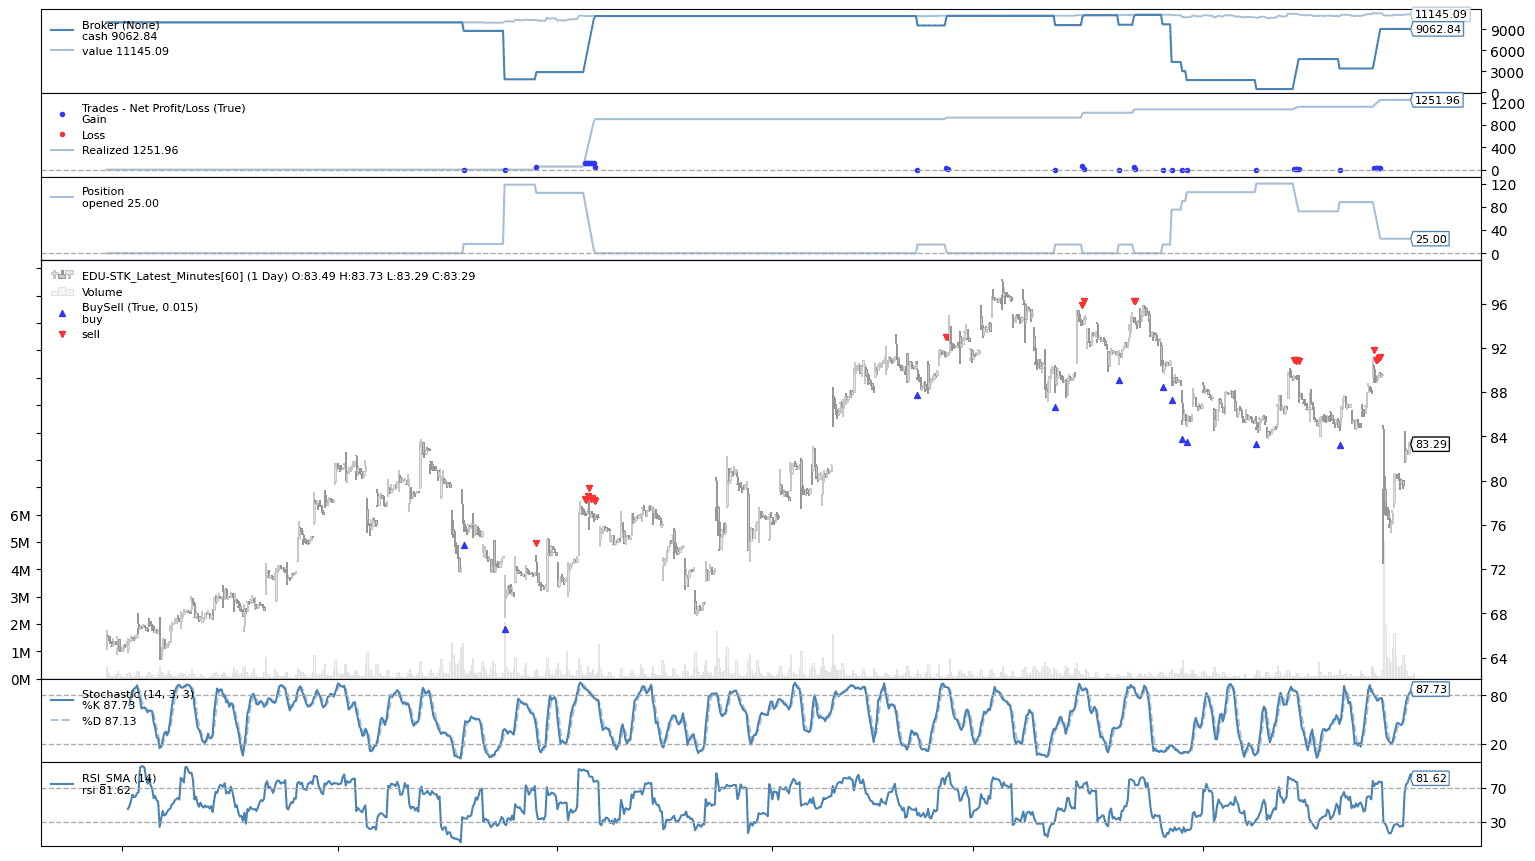 Broker (None)
cash 9062.84
value 11145.09
11145.09
9062.84
9000
6000
3000
0
Trades - Net Profit/Loss (True)
Gain
Loss
Realized 1251.96
1251.96
1200
800
400
0
Position
opened 25.00
120
80
40
25.00
0
EDU-STK_Latest_Minutes[60] (1 Day) O:83.49 H:83.73 L:83.29 C:83.29
Volume
BuySell (True, 0.015)
buy
sell
96
92
88
84
83.29
80
76
72
68
64
6M
5M
4M
3M
2M
1M
0M
Stochastic (14, 3, 3)
%K 87.73
%D 87.13
87.73
80
20
RSI_SMA (14)
rsi 81.62
81.62
70
30